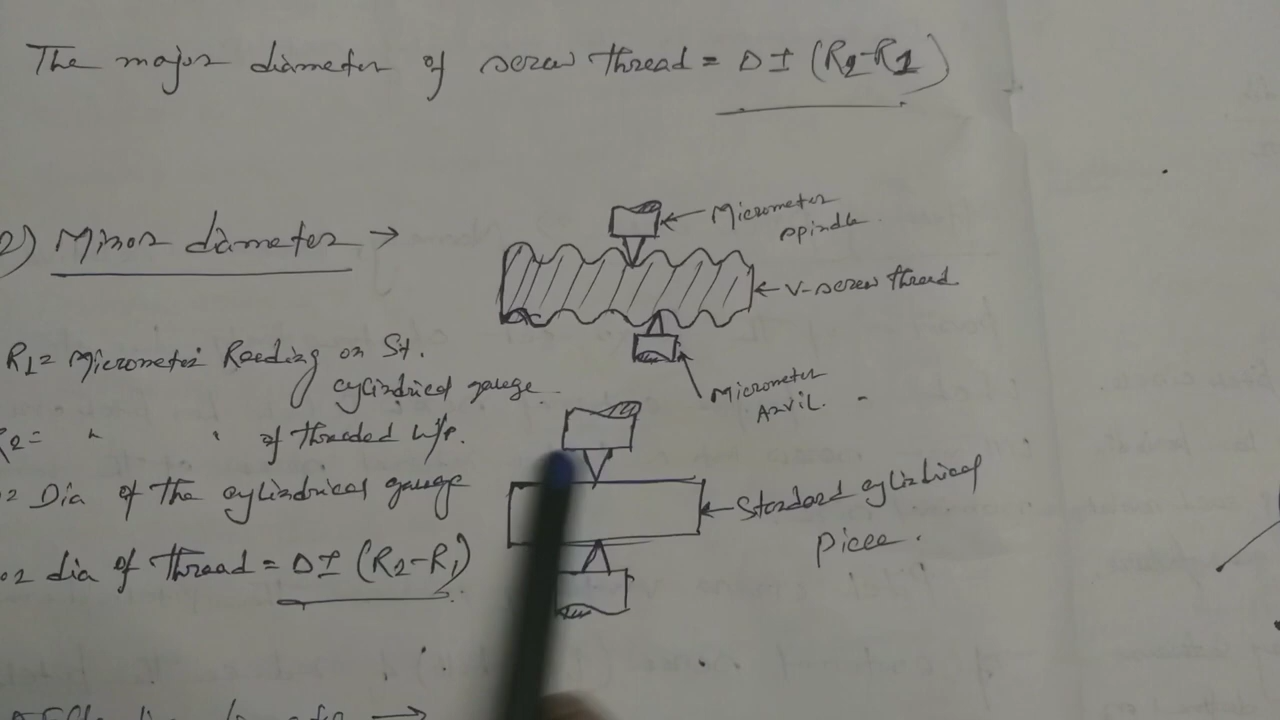 The major diameter of screw thread = D ± (R2-R1)
2) Minor diameter →
Micrometer
spindle
V-screw thread
R1 = Micrometer Reading on St.
cylindrical gauge
Micrometer
Anvil.
R2 = " " of threaded W/P.
= Dia of the cylindrical gauge
Standard cylindrical
piece.
or dia of thread = D ± (R2-R1)